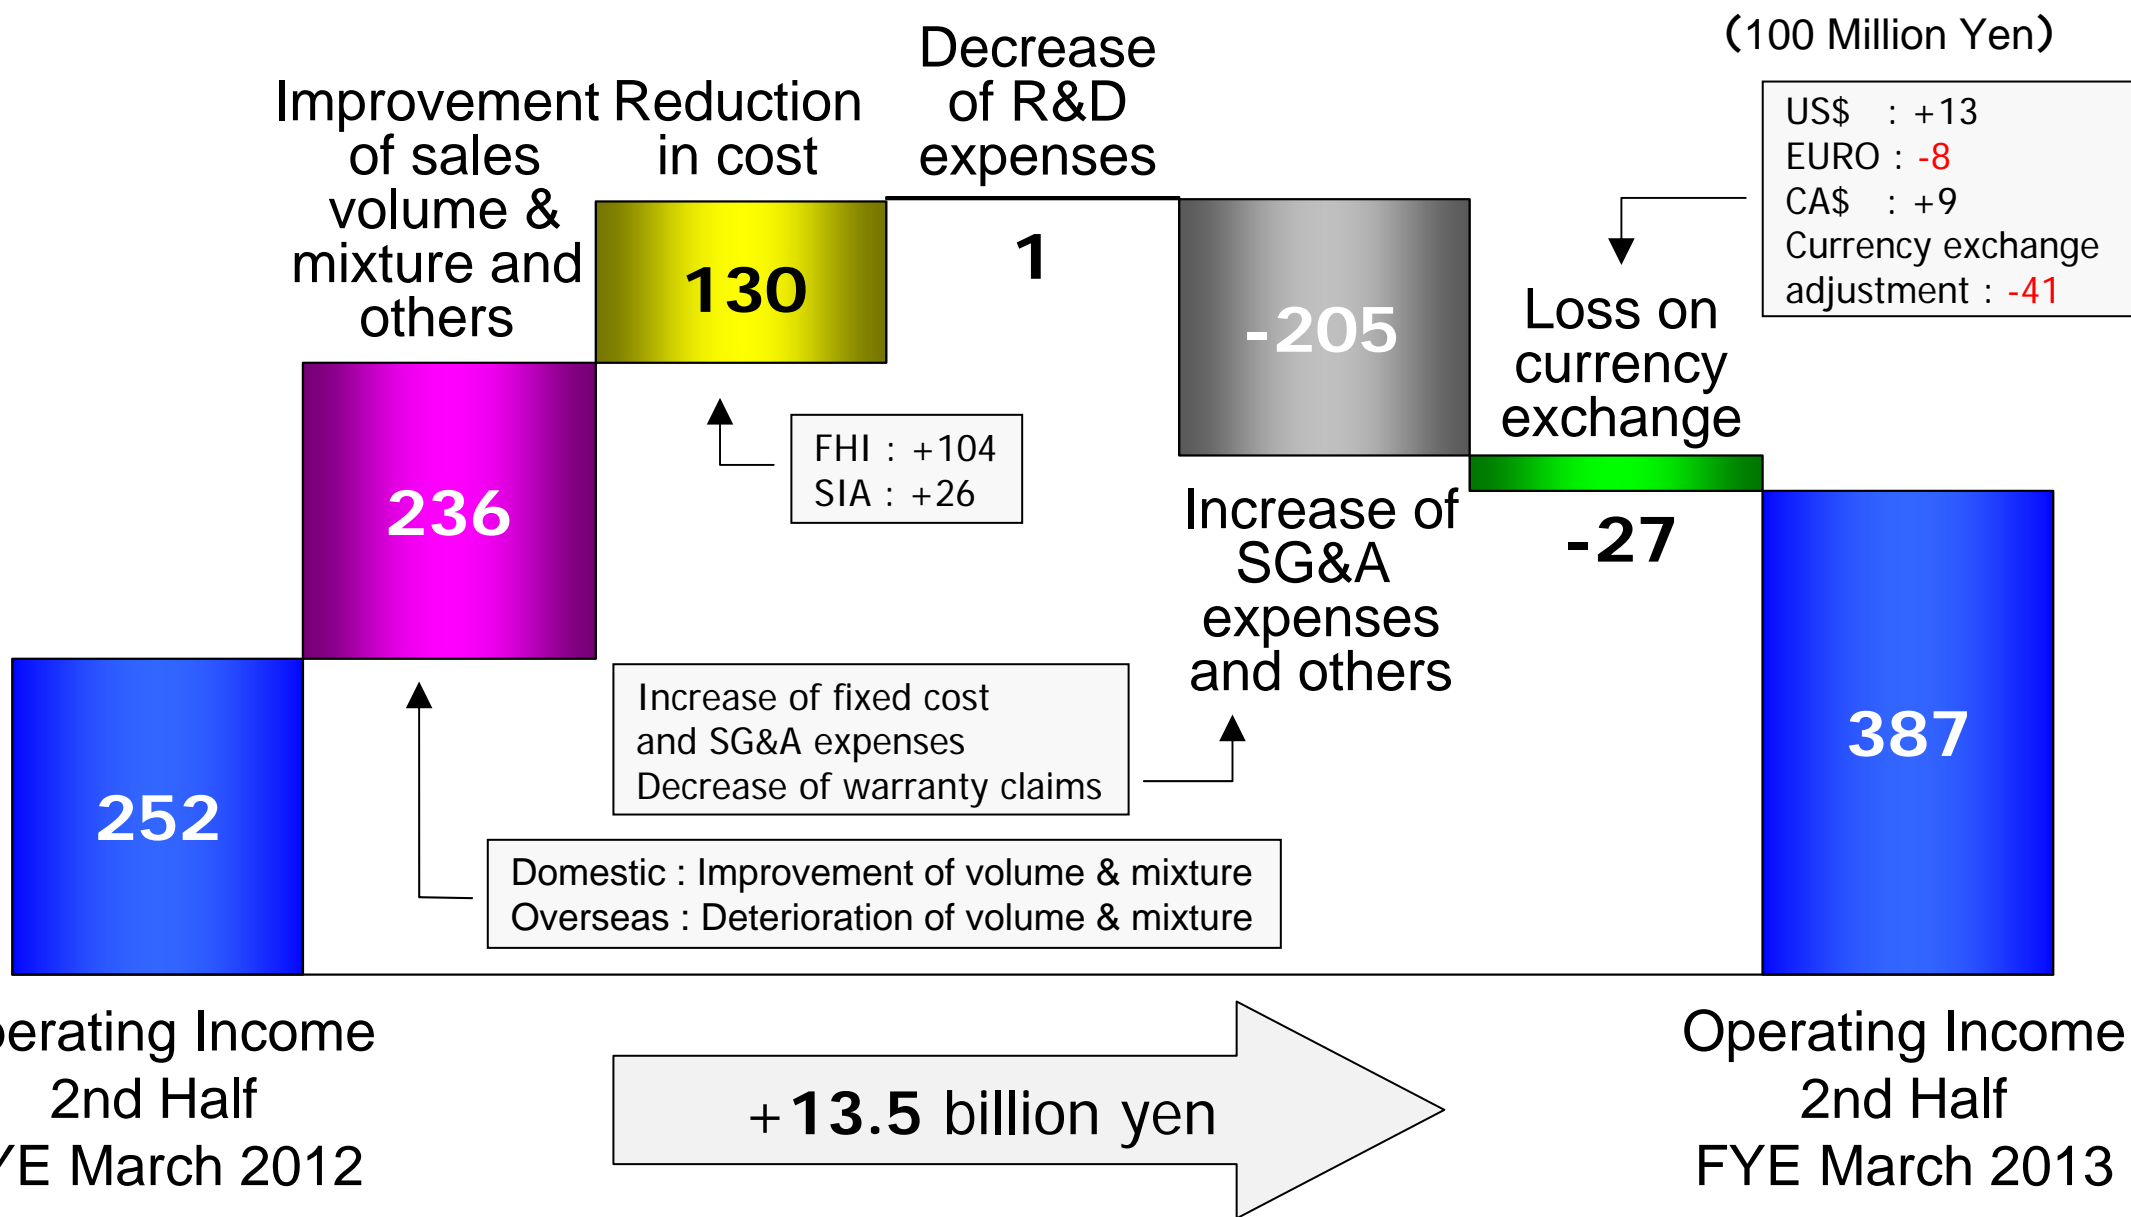 (100 Million Yen)
Decrease
of R&D
expenses
Improvement
of sales
volume &
mixture and
others
Reduction
in cost
US$ : +13
EURO : -8
CA$ : +9
Currency exchange
adjustment : -41
130
1
-205
Loss on
currency
exchange
FHI : +104
SIA : +26
236
-27
Increase of
SG&A
expenses
and others
Increase of fixed cost
and SG&A expenses
Decrease of warranty claims
387
252
Domestic : Improvement of volume & mixture
Overseas : Deterioration of volume & mixture
perating Income
2nd Half
YE March 2012
+13.5 billion yen
Operating Income
2nd Half
FYE March 2013